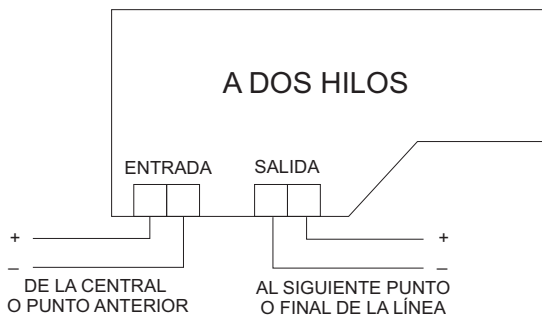 A DOS HILOS
ENTRADA SALIDA
+ +
– –
DE LA CENTRAL
O PUNTO ANTERIOR
AL SIGUIENTE PUNTO
O FINAL DE LA LÍNEA